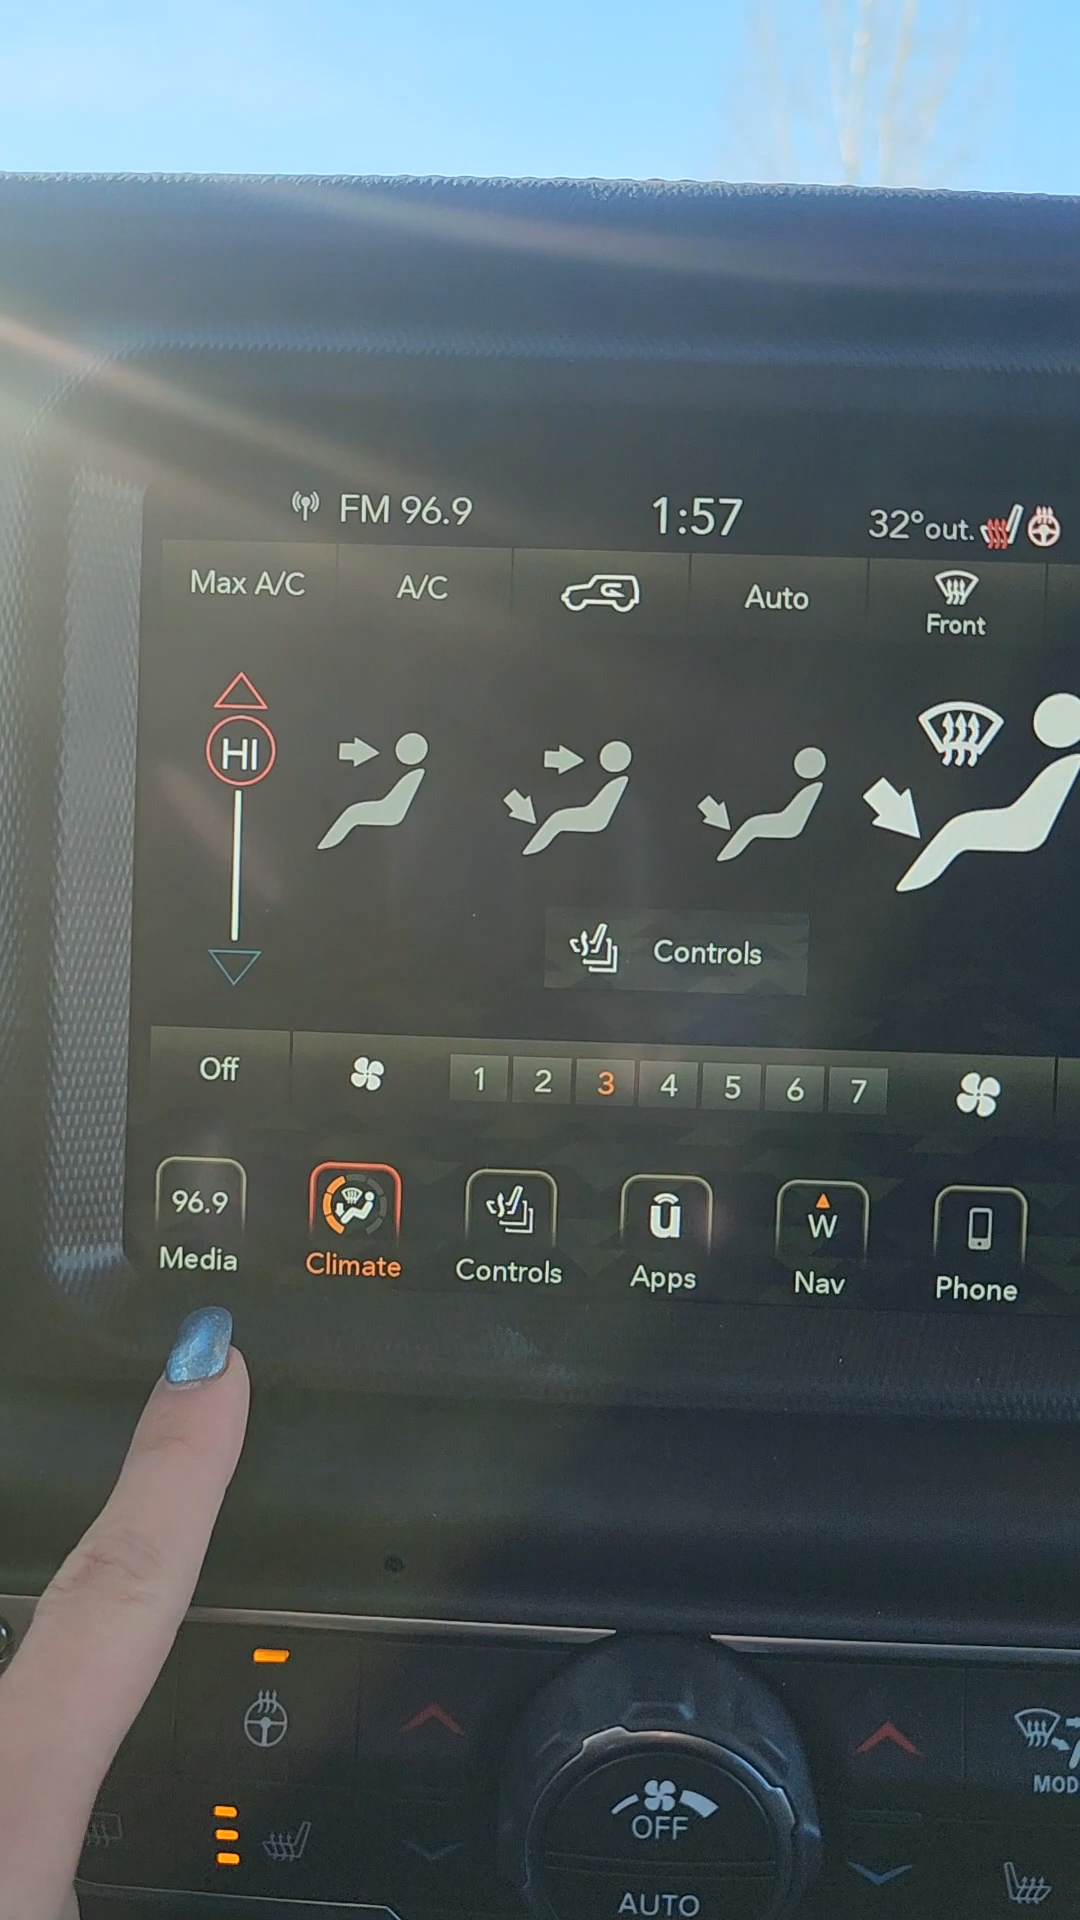 FM 96.9 1:57 32°out.
Max A/C A/C Auto Front
HI
Controls
Off 1 2 3 4 5 6 7
96.9 W
Media Climate Controls Apps Nav Phone
OFF
AUTO